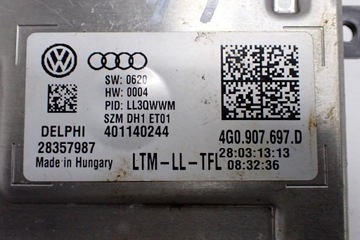 SW: 0620
HW: 0004
PID: LL3QWWM
SZM DH1 ET01
DELPHI 401140244
28357987
Made in Hungary
4G0.907.697.D
LTM-LL-TFL
28:03:13:13
08:32:36